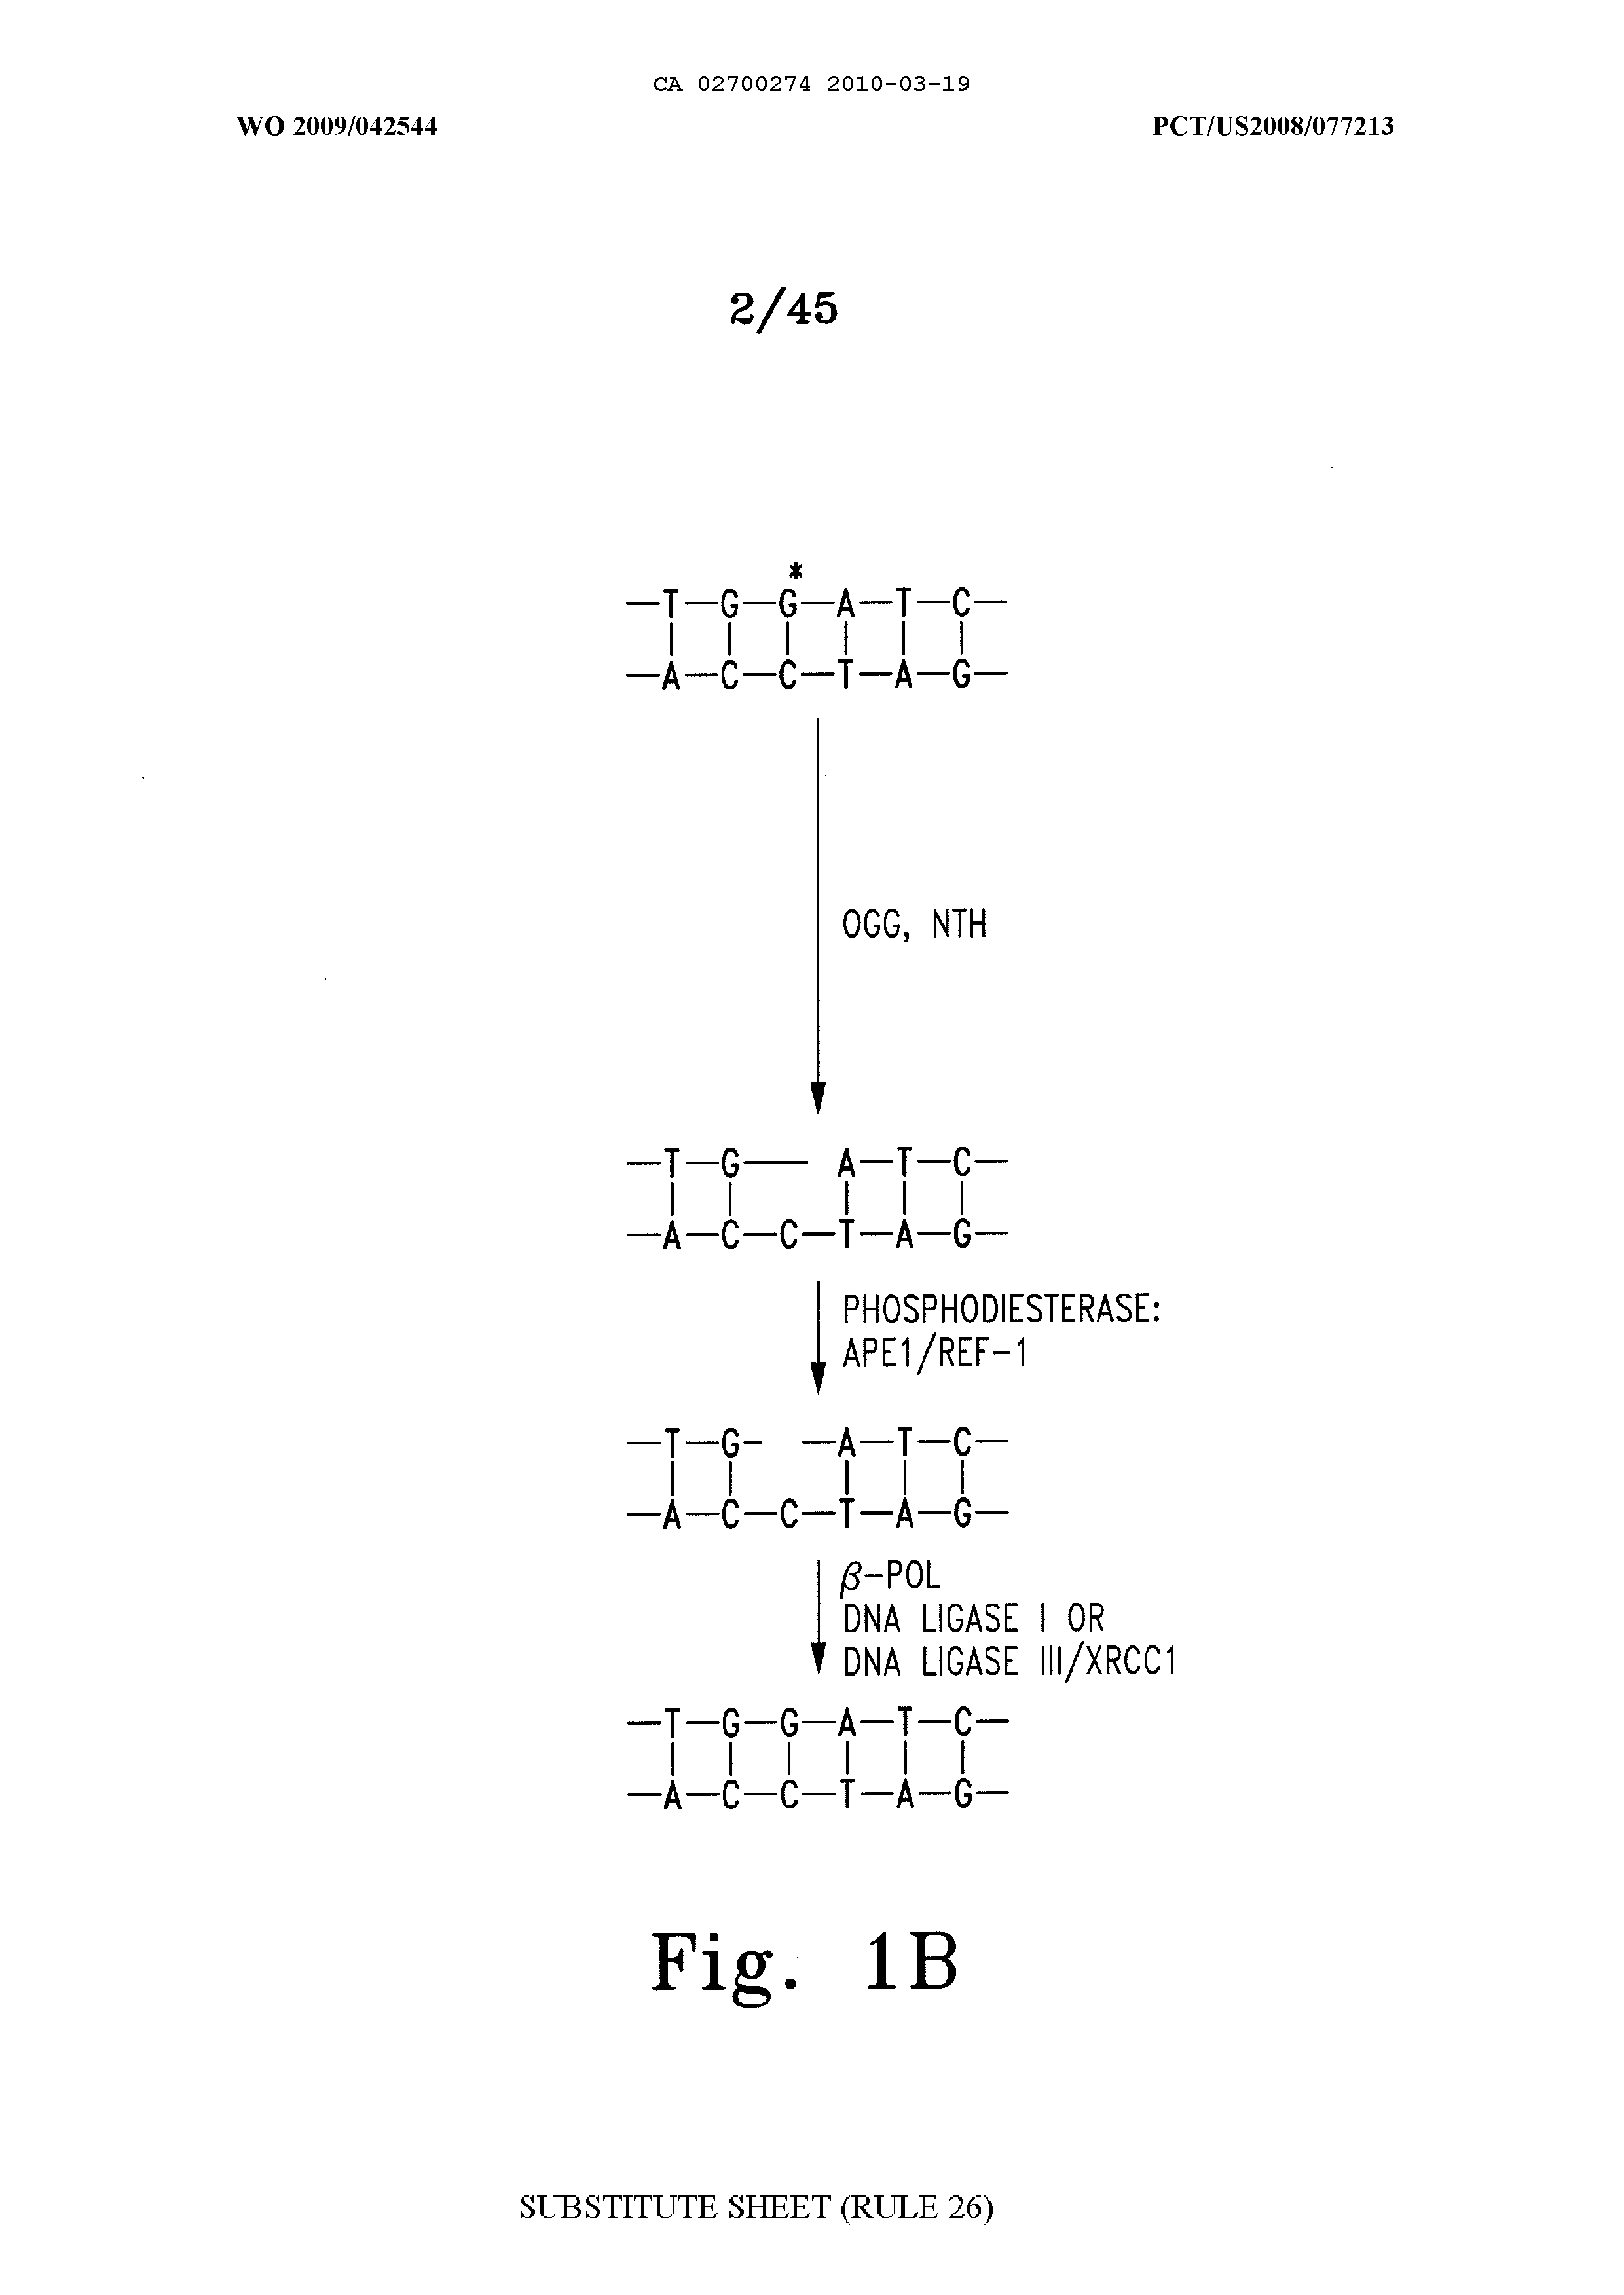 CA 02700274 2010-03-19
WO 2009/042544 PCT/US2008/077213
2/45
*
—T—G—G—A—T—C—
—A—C—C—T—A—G—
OGG, NTH
—T—G— A—T—C—
—A—C—C—T—A—G—
PHOSPHODIESTERASE:
APE1/REF-1
—T—G- —A—T—C—
—A—C—C—T—A—G—
β-POL
DNA LIGASE I OR
DNA LIGASE III/XRCC1
—T—G—G—A—T—C—
—A—C—C—T—A—G—
Fig. 1B
SUBSTITUTE SHEET (RULE 26)